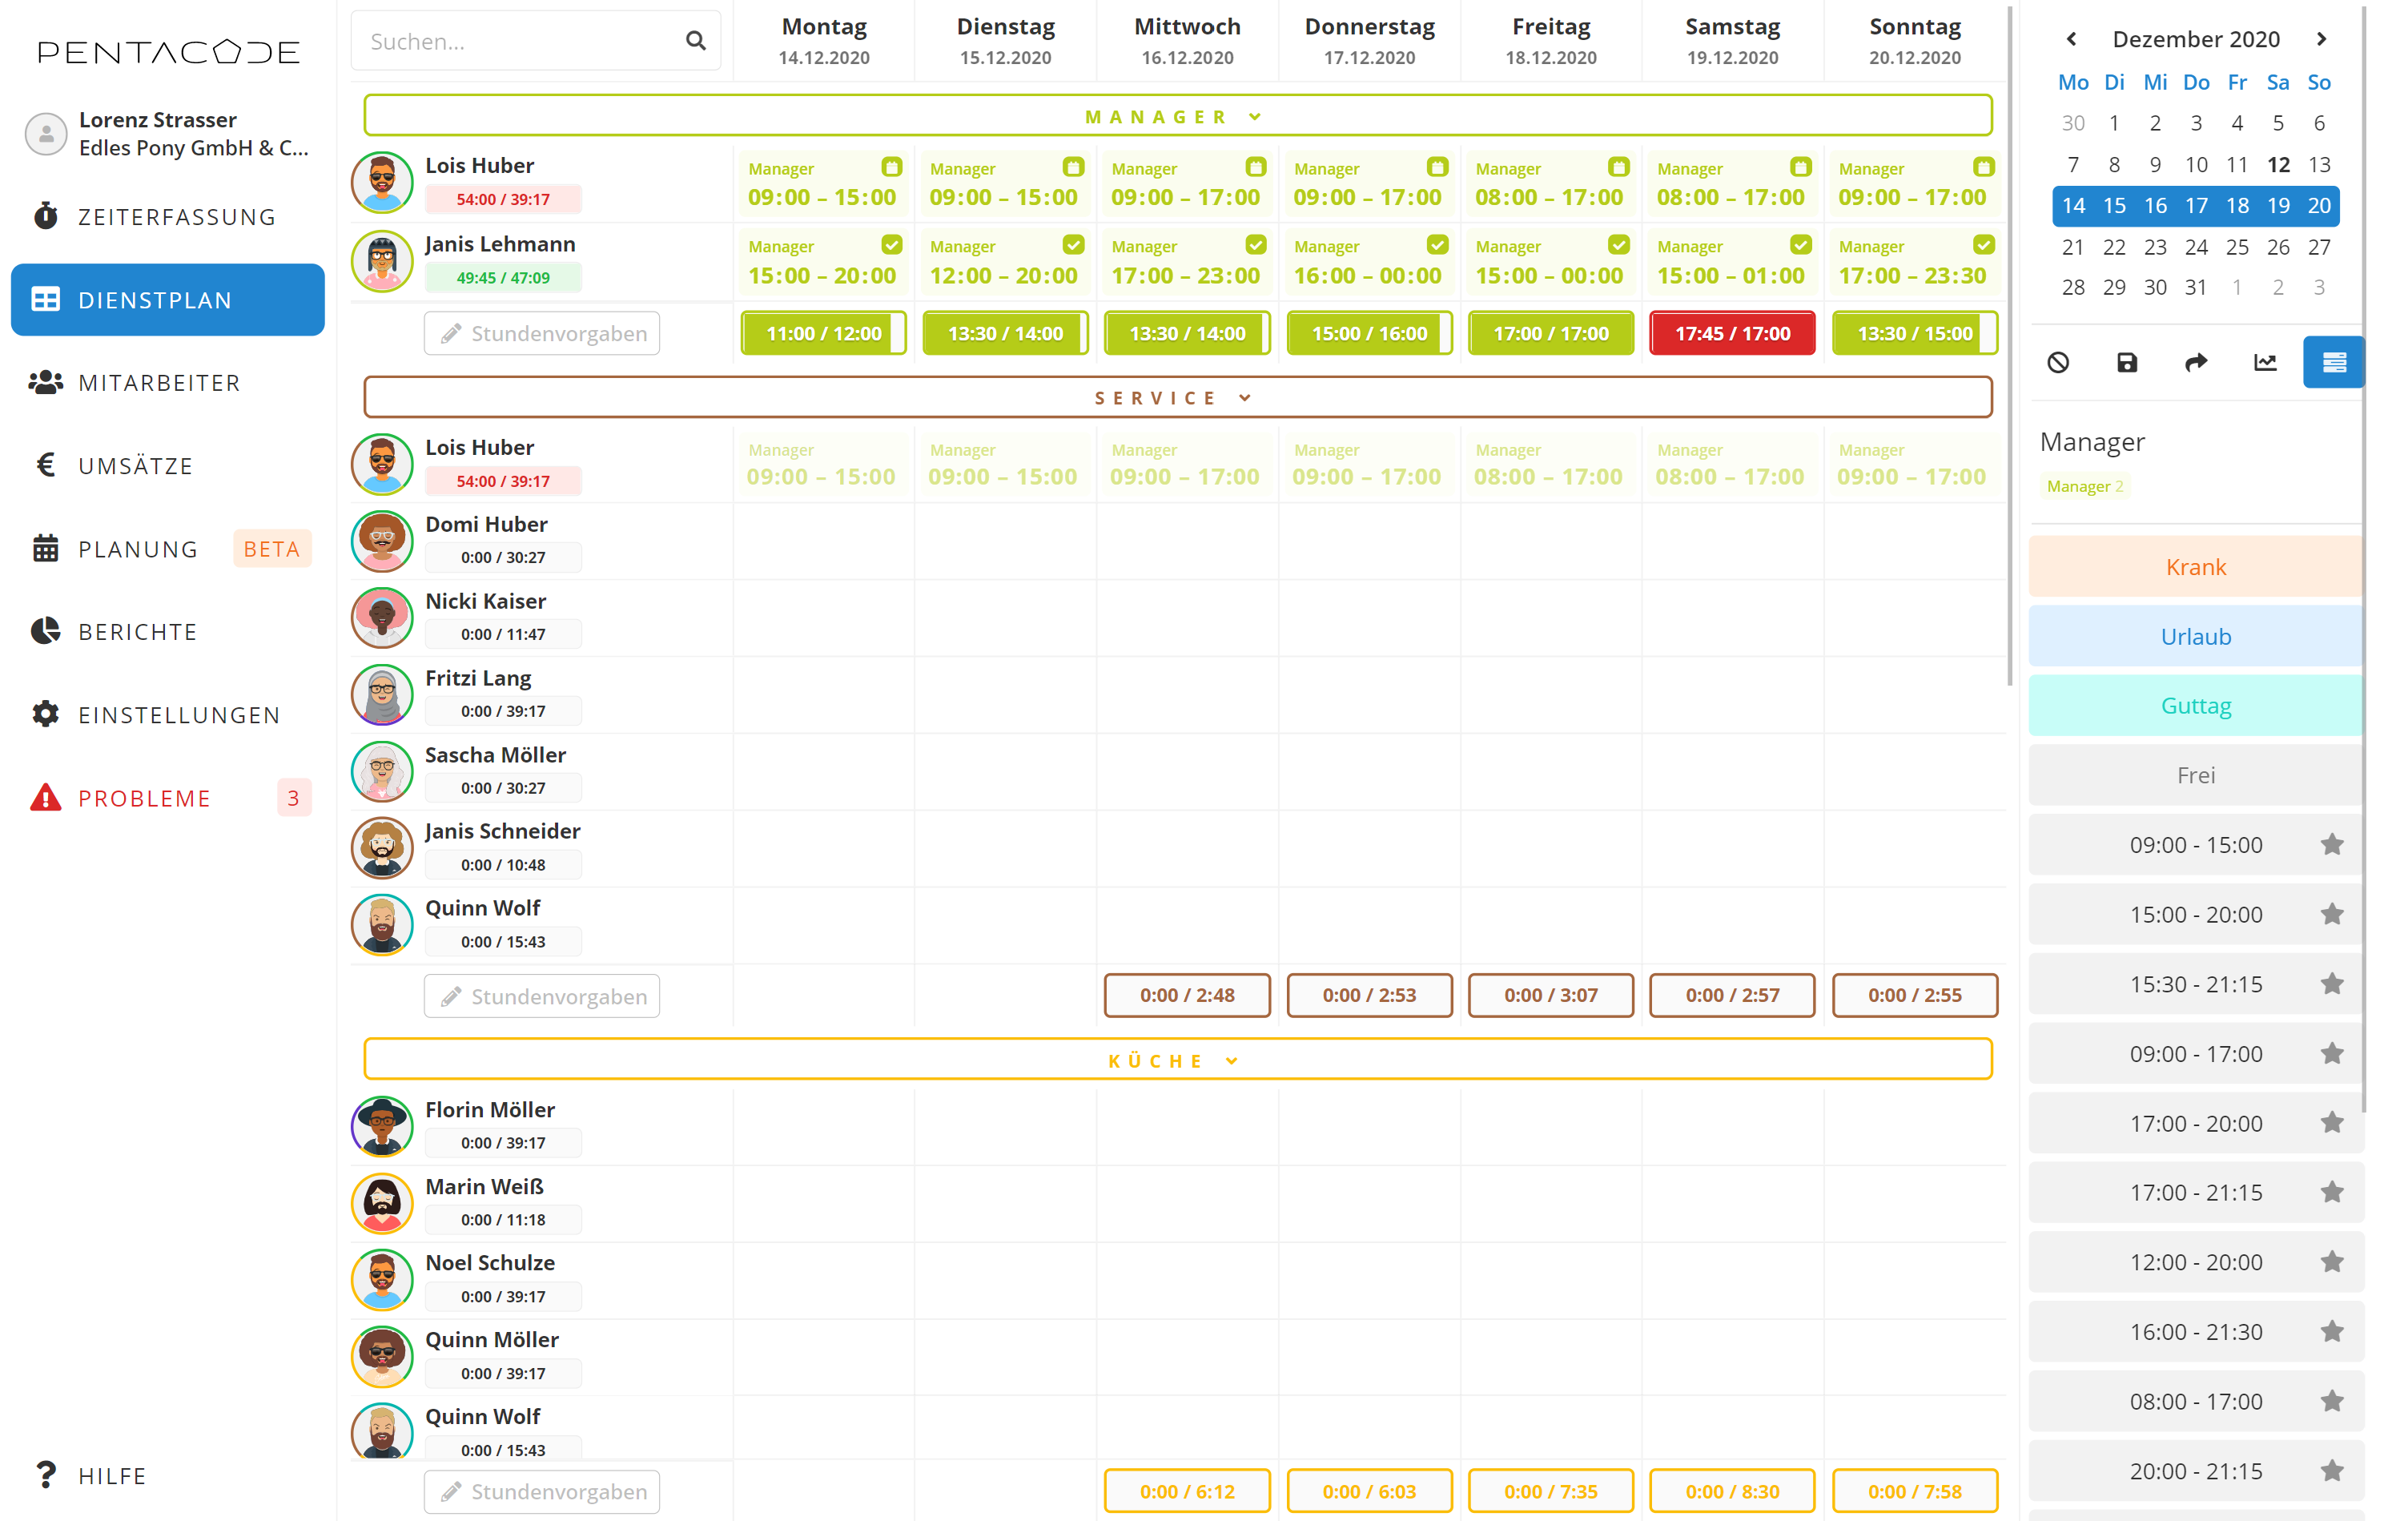 PENTACODE
Lorenz Strasser
Edles Pony GmbH & C...
ZEITERFASSUNG
DIENSTPLAN
MITARBEITER
UMSÄTZE
PLANUNG BETA
BERICHTE
EINSTELLUNGEN
PROBLEME 3
HILFE
Suchen...
Montag Dienstag Mittwoch Donnerstag Freitag Samstag Sonntag
14.12.2020 15.12.2020 16.12.2020 17.12.2020 18.12.2020 19.12.2020 20.12.2020
MANAGER
Lois Huber
54:00 / 39:17
Manager Manager Manager Manager Manager Manager Manager
09:00 – 15:00 09:00 – 15:00 09:00 – 17:00 09:00 – 17:00 08:00 – 17:00 08:00 – 17:00 09:00 – 17:00
Janis Lehmann
49:45 / 47:09
Manager Manager Manager Manager Manager Manager Manager
15:00 – 20:00 12:00 – 20:00 17:00 – 23:00 16:00 – 00:00 15:00 – 00:00 15:00 – 01:00 17:00 – 23:30
Stundenvorgaben 11:00 / 12:00 13:30 / 14:00 13:30 / 14:00 15:00 / 16:00 17:00 / 17:00 17:45 / 17:00 13:30 / 15:00
SERVICE
Lois Huber
54:00 / 39:17
Manager Manager Manager Manager Manager Manager Manager
09:00 – 15:00 09:00 – 15:00 09:00 – 17:00 09:00 – 17:00 08:00 – 17:00 08:00 – 17:00 09:00 – 17:00
Domi Huber
0:00 / 30:27
Nicki Kaiser
0:00 / 11:47
Fritzi Lang
0:00 / 39:17
Sascha Möller
0:00 / 30:27
Janis Schneider
0:00 / 10:48
Quinn Wolf
0:00 / 15:43
Stundenvorgaben 0:00 / 2:48 0:00 / 2:53 0:00 / 3:07 0:00 / 2:57 0:00 / 2:55
KÜCHE
Florin Möller
0:00 / 39:17
Marin Weiß
0:00 / 11:18
Noel Schulze
0:00 / 39:17
Quinn Möller
0:00 / 39:17
Quinn Wolf
0:00 / 15:43
Stundenvorgaben 0:00 / 6:12 0:00 / 6:03 0:00 / 7:35 0:00 / 8:30 0:00 / 7:58
Dezember 2020
Mo Di Mi Do Fr Sa So
30 1 2 3 4 5 6
7 8 9 10 11 12 13
14 15 16 17 18 19 20
21 22 23 24 25 26 27
28 29 30 31 1 2 3
Manager
Manager 2
Krank
Urlaub
Guttag
Frei
09:00 - 15:00
15:00 - 20:00
15:30 - 21:15
09:00 - 17:00
17:00 - 20:00
17:00 - 21:15
12:00 - 20:00
16:00 - 21:30
08:00 - 17:00
20:00 - 21:15